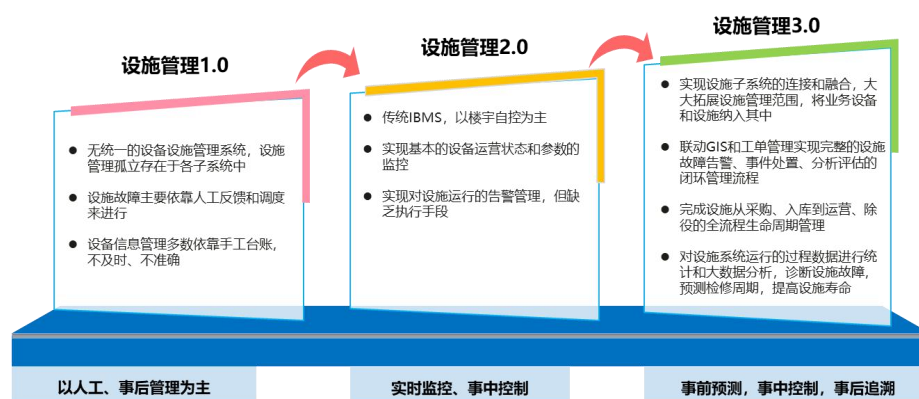 设施管理1.0
无统一的设备设施管理系统，设施
管理孤立存在于各子系统中
设施故障主要依靠人工反馈和调度
来进行
设备信息管理多数依靠手工台账，
不及时、不准确
以人工、事后管理为主
设施管理2.0
传统IBMS，以楼宇自控为主
实现基本的设备运营状态和参数的
监控
实现对设施运行的告警管理，但缺
乏执行手段
实时监控、事中控制
设施管理3.0
实现设施子系统的连接和融合，大
大拓展设施管理范围，将业务设备
和设施纳入其中
联动GIS和工单管理实现完整的设施
故障告警、事件处置、分析评估的
闭环管理流程
完成设施从采购、入库到运营、除
役的全流程生命周期管理
对设施系统运行的过程数据进行统
计和大数据分析，诊断设施故障，
预测检修周期，提高设施寿命
事前预测，事中控制，事后追溯